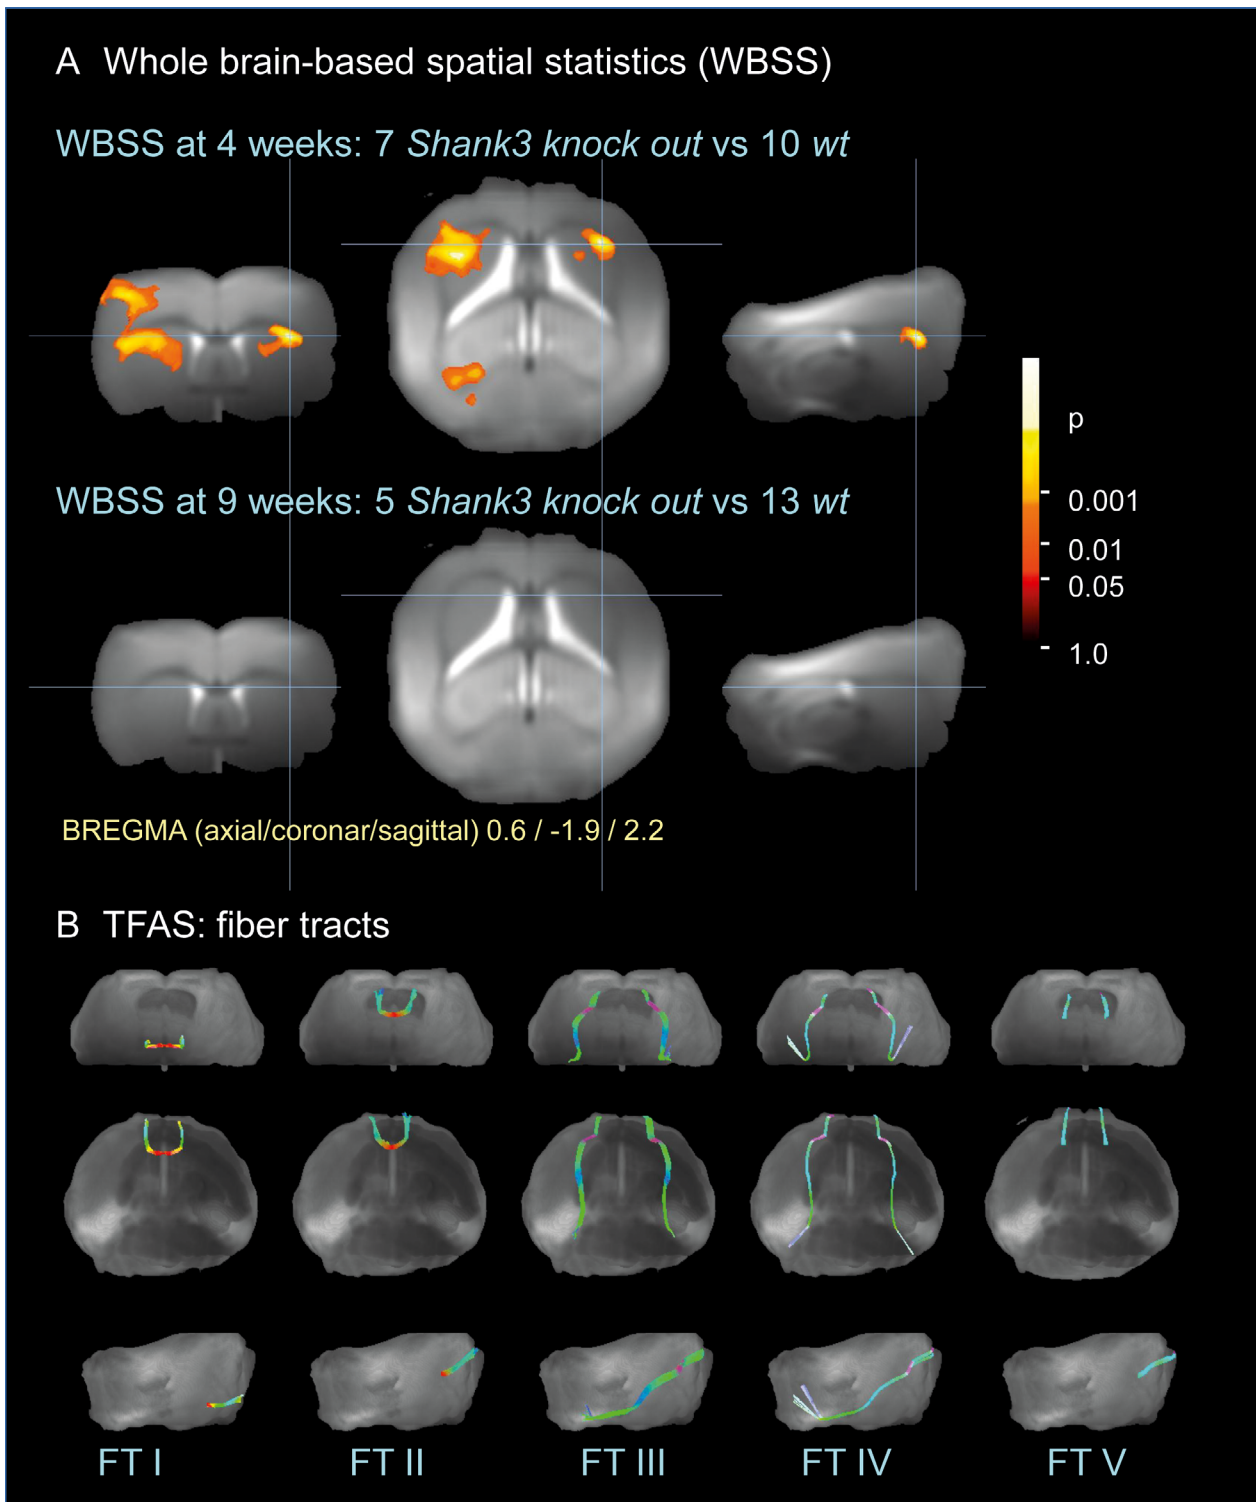 A Whole brain-based spatial statistics (WBSS)
WBSS at 4 weeks: 7 Shank3 knock out vs 10 wt
p
0.001
0.01
0.05
1.0
WBSS at 9 weeks: 5 Shank3 knock out vs 13 wt
BREGMA (axial/coronar/sagittal) 0.6 / -1.9 / 2.2
B TFAS: fiber tracts
FT I FT II FT III FT IV FT V